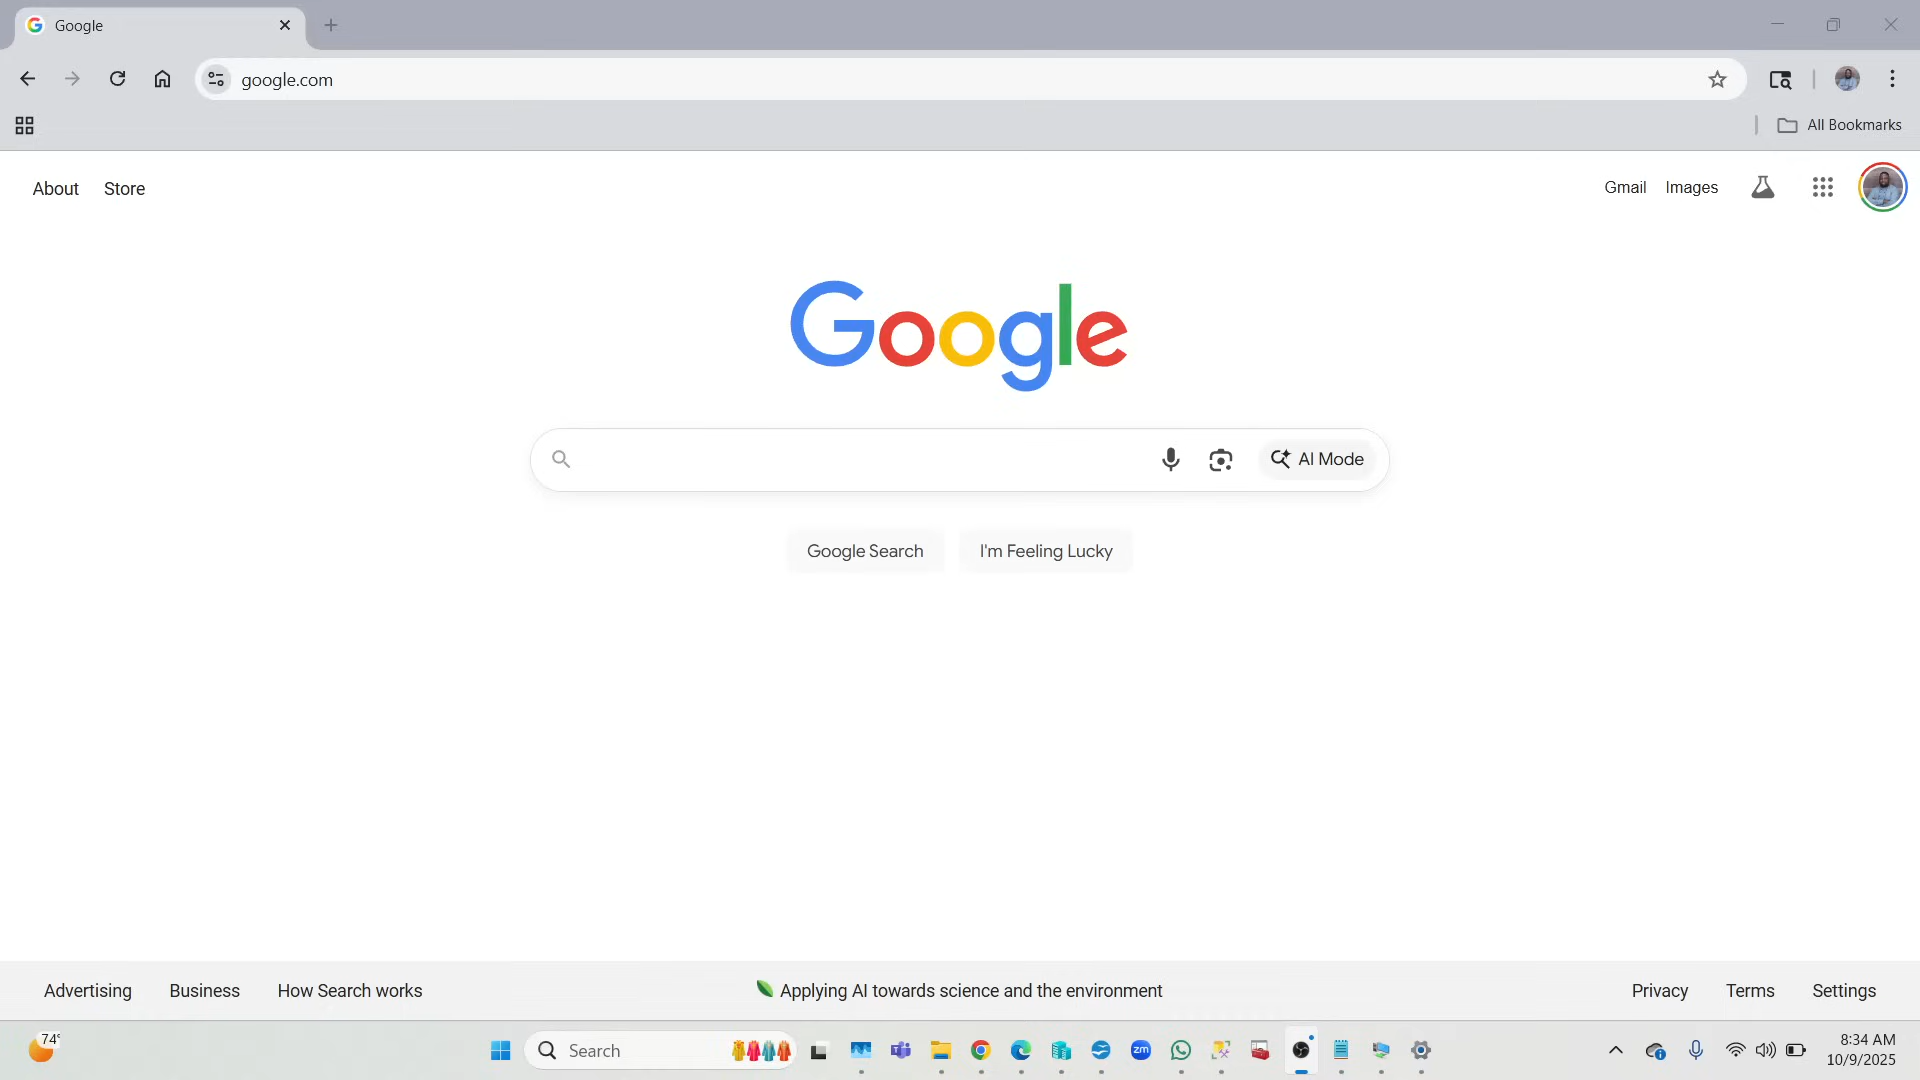 Google
google.com
All Bookmarks
About Store
Gmail Images
Google
AI Mode
Google Search I'm Feeling Lucky
Advertising Business How Search works
Applying AI towards science and the environment
Privacy Terms Settings
74°
Search
zm
8:34 AM
10/9/2025